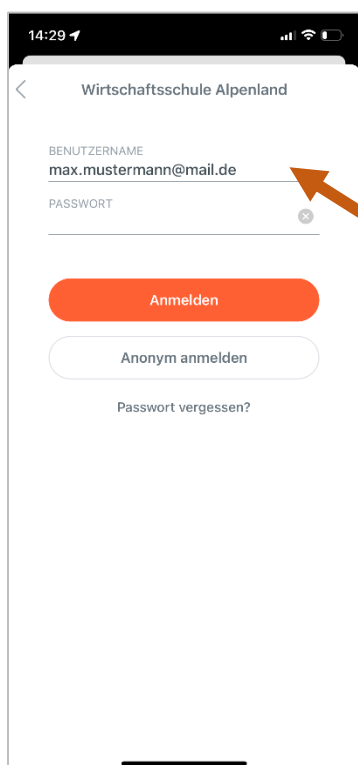 14:29
Wirtschaftsschule Alpenland
BENUTZERNAME
max.mustermann@mail.de
PASSWORT
Anmelden
Anonym anmelden
Passwort vergessen?